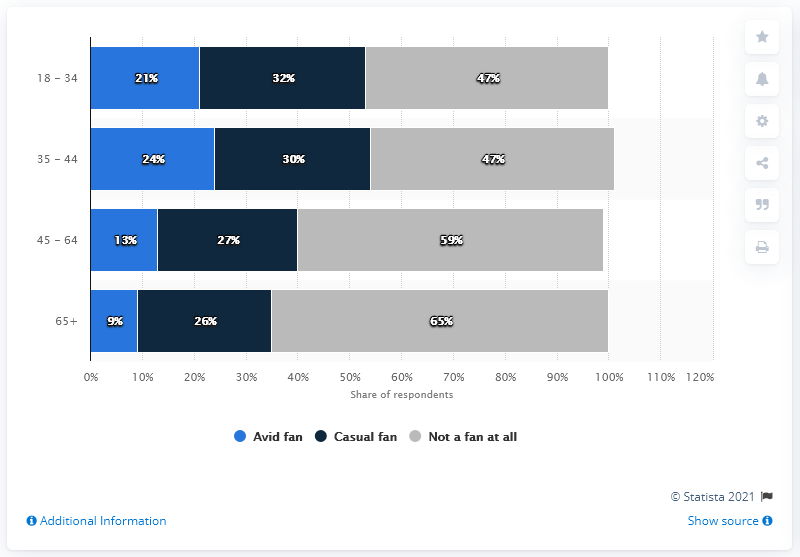 18 – 34 21% 32% 47%
35 – 44 24% 30% 47%
45 – 64 13% 27% 59%
65+ 9% 26% 65%
0% 10% 20% 30% 40% 50% 60% 70% 80% 90% 100% 110% 120%
Share of respondents
Avid fan Casual fan Not a fan at all
© Statista 2021
Additional Information Show source